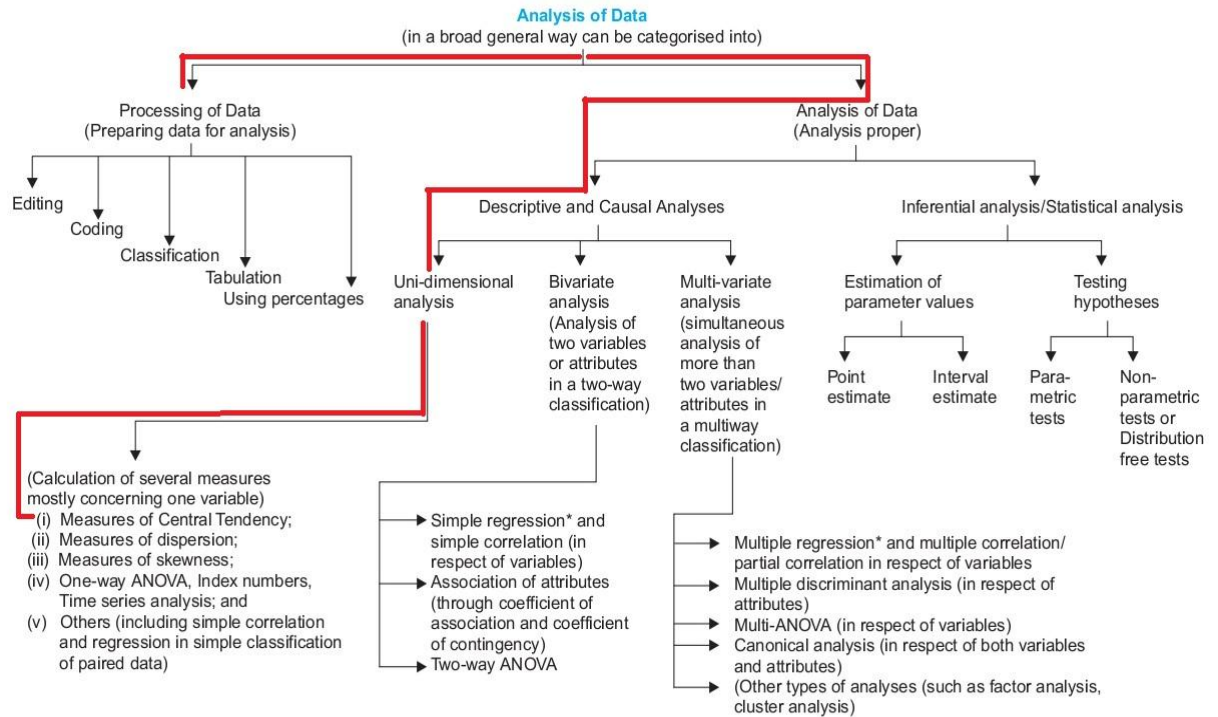 Analysis of Data
(in a broad general way can be categorised into)
Processing of Data
(Preparing data for analysis)
Editing
Coding
Classification
Tabulation
Using percentages
Analysis of Data
(Analysis proper)
Descriptive and Causal Analyses
Uni-dimensional
analysis
Bivariate
analysis
(Analysis of
two variables
or attributes
in a two-way
classification)
Multi-variate
analysis
(simultaneous
analysis of
more than
two variables/
attributes in
a multiway
classification)
Inferential analysis/Statistical analysis
Estimation of
parameter values
Point
estimate
Interval
estimate
Testing
hypotheses
Para-
metric
tests
Non-
parametric
tests or
Distribution
free tests
(Calculation of several measures
mostly concerning one variable)
(i) Measures of Central Tendency;
(ii) Measures of dispersion;
(iii) Measures of skewness;
(iv) One-way ANOVA, Index numbers,
Time series analysis; and
(v) Others (including simple correlation
and regression in simple classification
of paired data)
Simple regression* and
simple correlation (in
respect of variables)
Association of attributes
(through coefficient of
association and coefficient
of contingency)
Two-way ANOVA
Multiple regression* and multiple correlation/
partial correlation in respect of variables
Multiple discriminant analysis (in respect of
attributes)
Multi-ANOVA (in respect of variables)
Canonical analysis (in respect of both variables
and attributes)
(Other types of analyses (such as factor analysis,
cluster analysis)